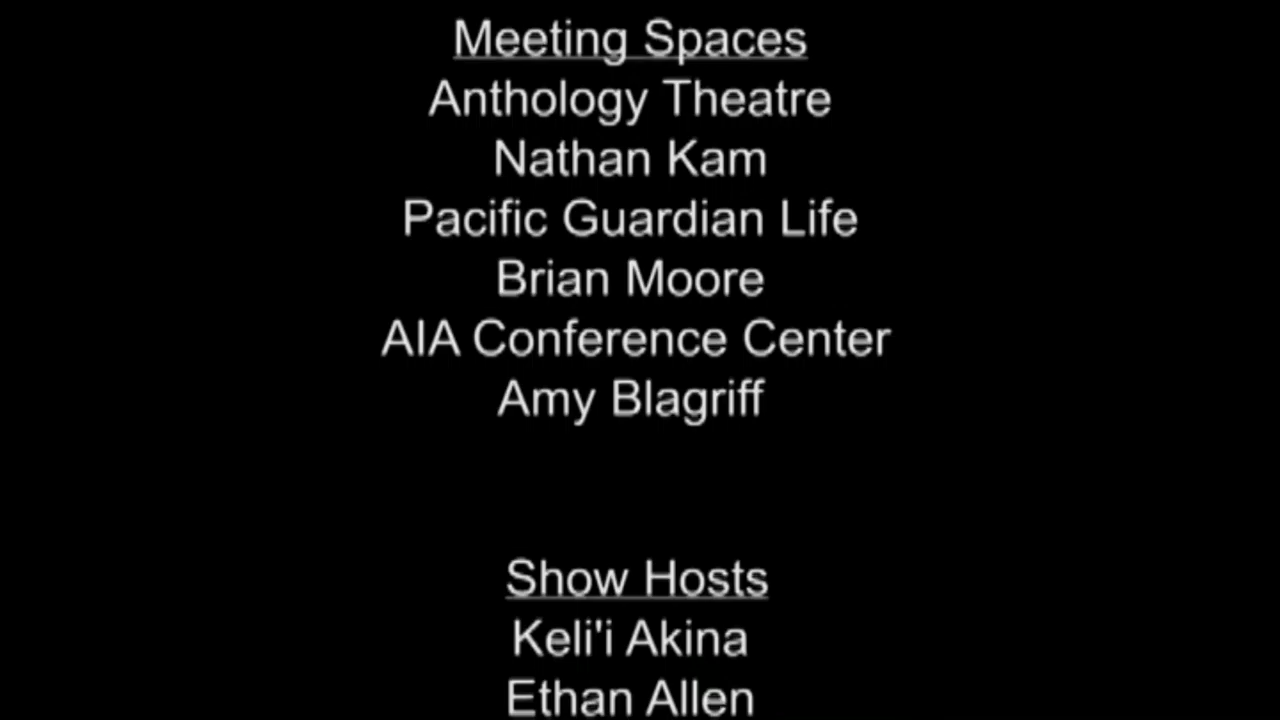 Meeting Spaces
Anthology Theatre
Nathan Kam
Pacific Guardian Life
Brian Moore
AIA Conference Center
Amy Blagriff
Show Hosts
Keli'i Akina
Ethan Allen